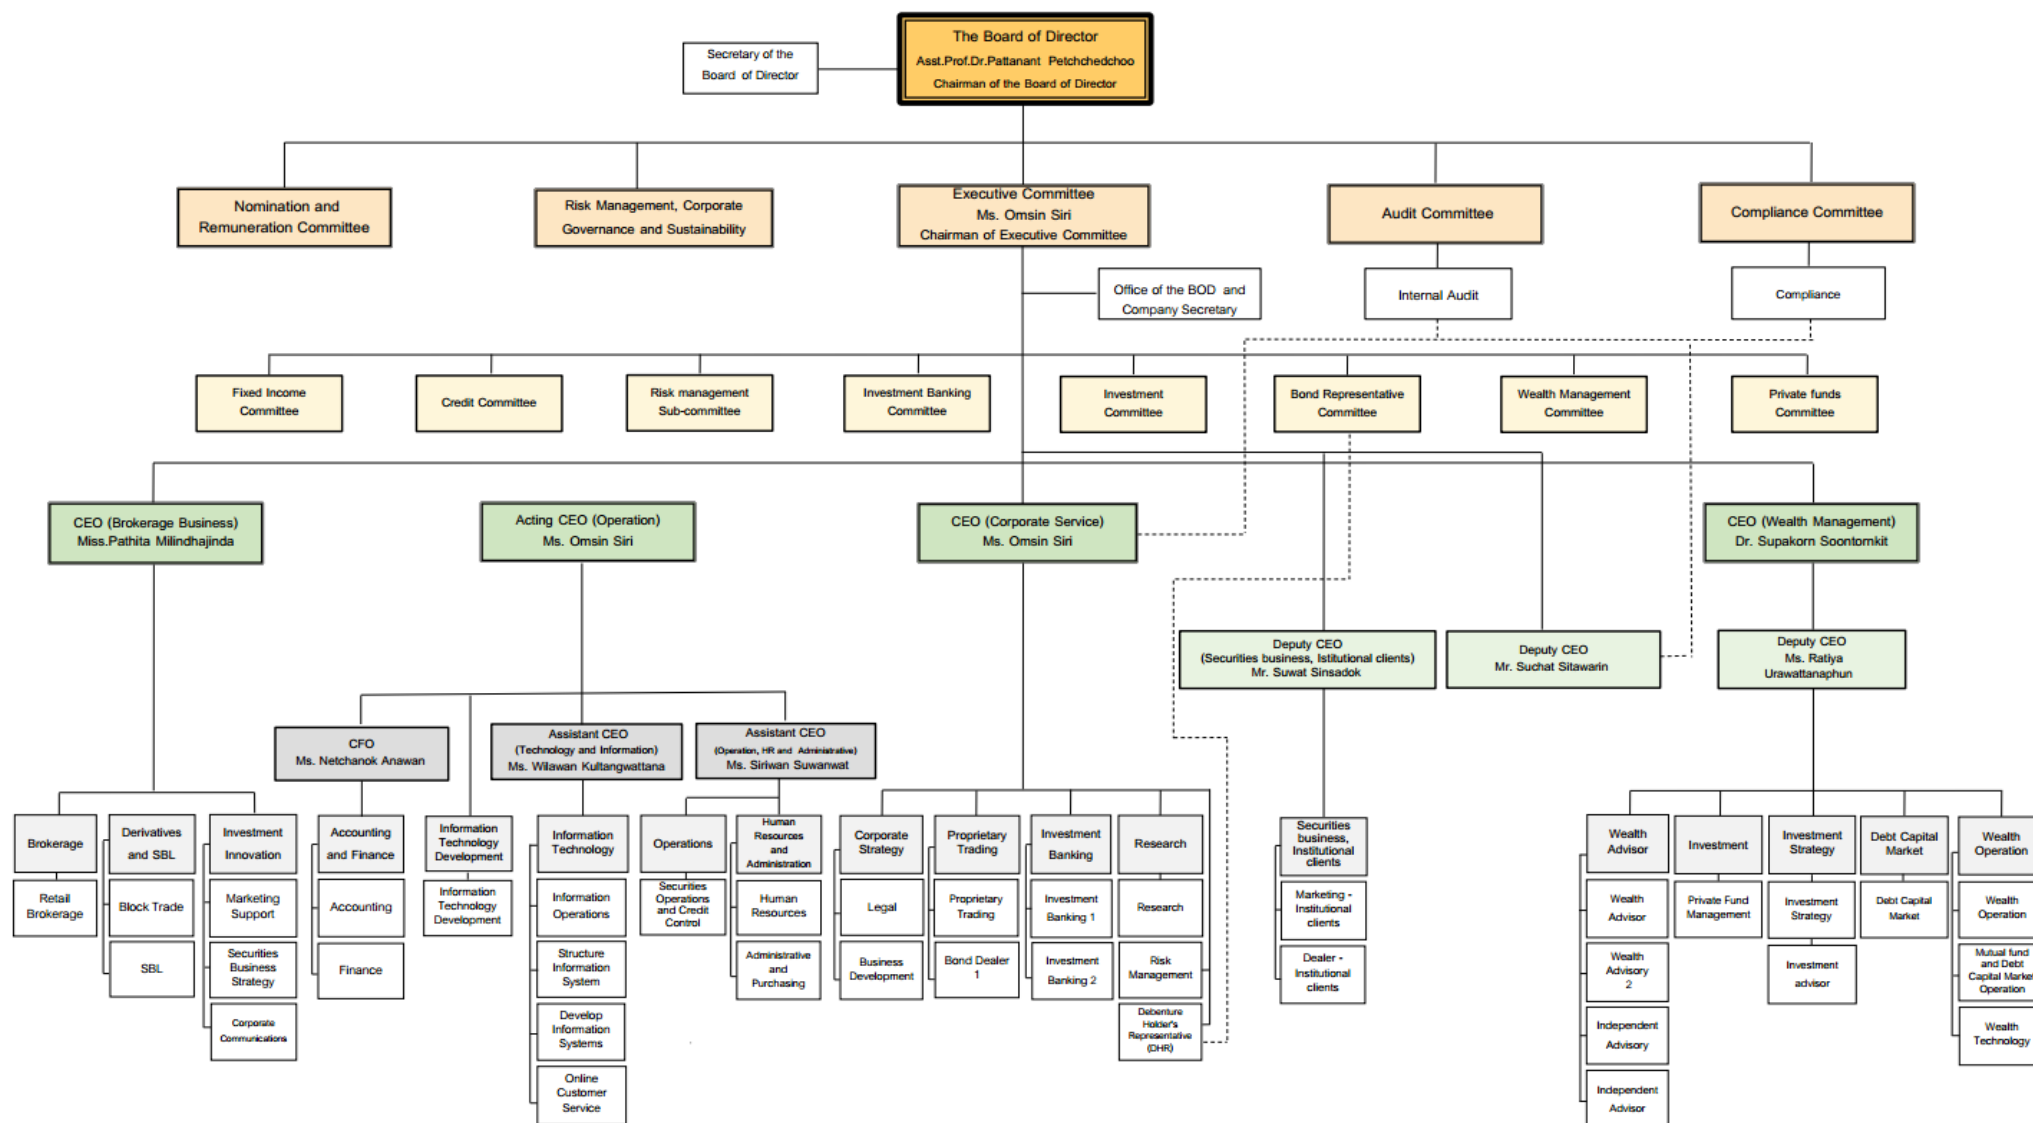 The Board of Director
Asst.Prof.Dr.Pattanant Petchchedchoo
Chairman of the Board of Director
Secretary of the
Board of Director
Nomination and
Remuneration Committee
Risk Management, Corporate
Governance and Sustainability
Executive Committee
Ms. Omsin Siri
Chairman of Executive Committee
Audit Committee
Compliance Committee
Office of the BOD and
Company Secretary
Internal Audit
Compliance
Fixed Income
Committee
Credit Committee
Risk management
Sub-committee
Investment Banking
Committee
Investment
Committee
Bond Representative
Committee
Wealth Management
Committee
Private funds
Committee
CEO (Brokerage Business)
Miss.Pathita Milindhajinda
Acting CEO (Operation)
Ms. Omsin Siri
CEO (Corporate Service)
Ms. Omsin Siri
CEO (Wealth Management)
Dr. Supakorn Soontornkit
Deputy CEO
(Securities business, Istitutional clients)
Mr. Suwat Sinsadok
Deputy CEO
Mr. Suchat Sitawarin
Deputy CEO
Ms. Ratiya
Urawattanaphun
CFO
Ms. Netchanok Anawan
Assistant CEO
(Technology and Information)
Ms. Wilawan Kultangwattana
Assistant CEO
(Operation, HR and Administrative)
Ms. Siriwan Suwanwat
Brokerage
Retail
Brokerage
Derivatives
and SBL
Block Trade
SBL
Investment
Innovation
Marketing
Support
Securities
Business
Strategy
Corporate
Communications
Accounting
and Finance
Accounting
Finance
Information
Technology
Development
Information
Technology
Development
Information
Technology
Information
Operations
Structure
Information
System
Develop
Information
Systems
Online
Customer
Service
Operations
Securities
Operations
and Credit
Control
Human
Resources
and
Administration
Human
Resources
Administrative
and
Purchasing
Corporate
Strategy
Legal
Business
Development
Proprietary
Trading
Proprietary
Trading
Bond Dealer
1
Investment
Banking
Investment
Banking 1
Investment
Banking 2
Research
Research
Risk
Management
Debenture
Holder's
Representative
(DHR)
Securities
business,
Institutional
clients
Marketing -
Institutional
clients
Dealer -
Institutional
clients
Wealth
Advisor
Wealth
Advisor
Wealth
Advisory
2
Independent
Advisory
Independent
Advisor
Investment
Private Fund
Management
Investment
Strategy
Investment
Strategy
Investment
advisor
Debt Capital
Market
Debt Capital
Market
Wealth
Operation
Wealth
Operation
Mutual fund
and Debt
Capital Market
Operation
Wealth
Technology